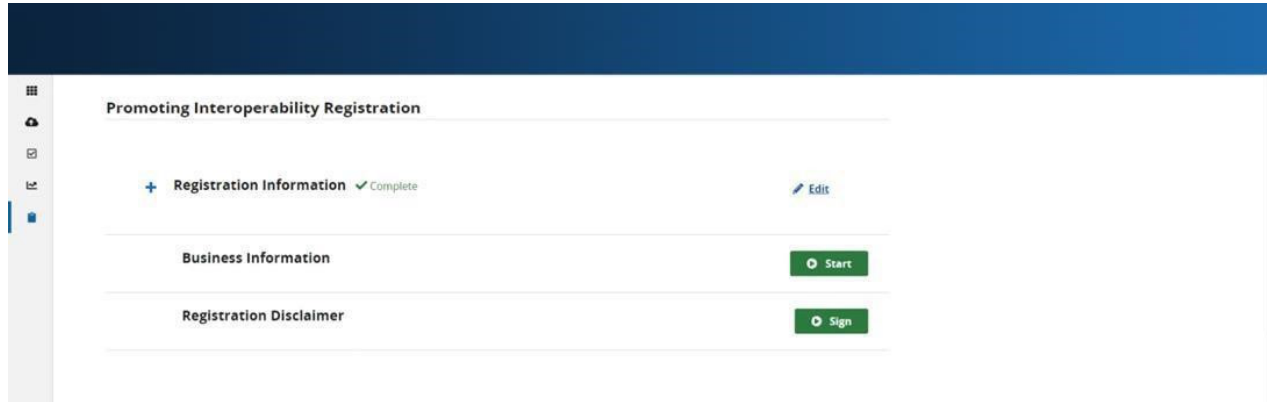 Promoting Interoperability Registration
Registration Information Complete Edit
Business Information Start
Registration Disclaimer Sign